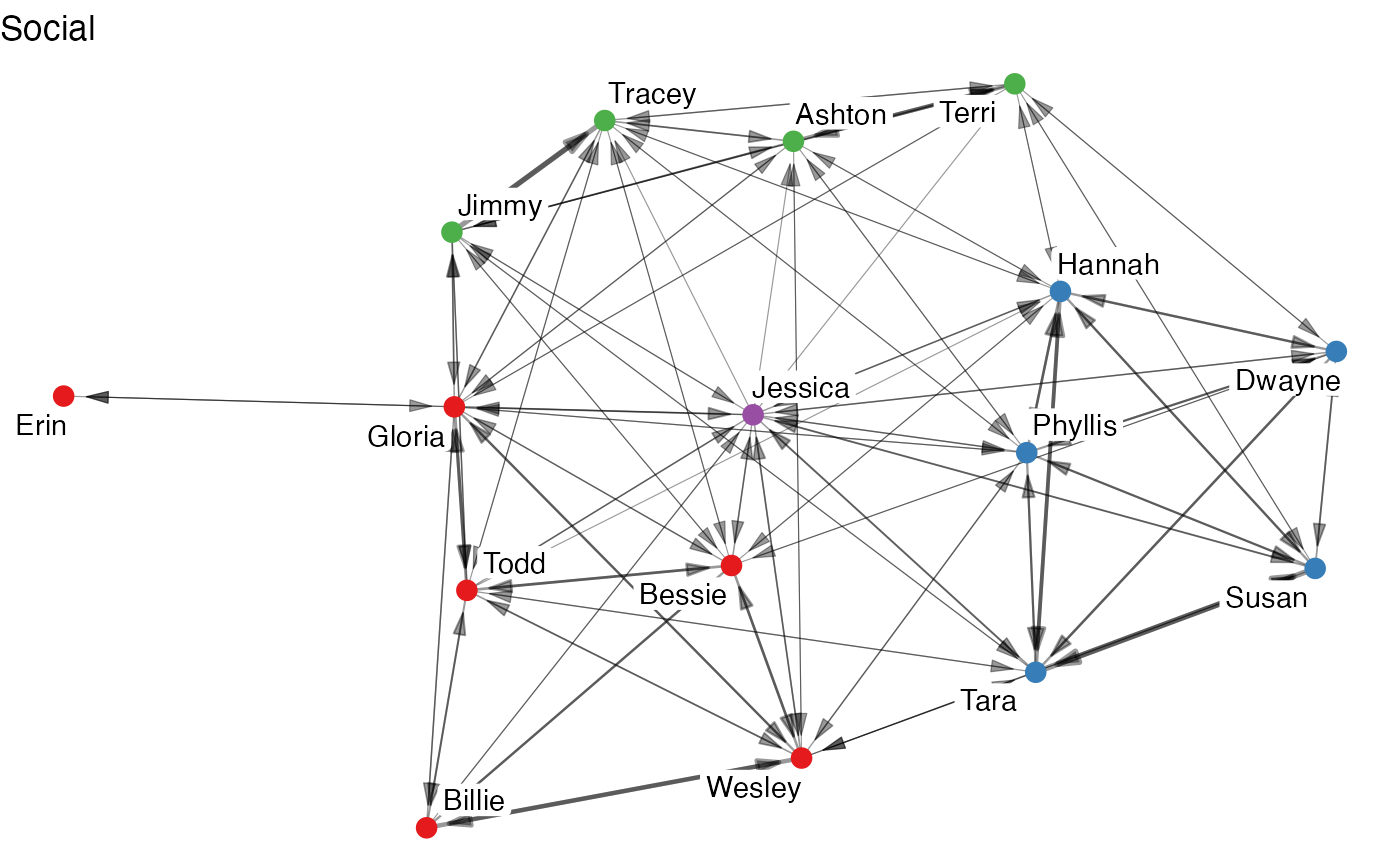 Social
Tracey
Ashton
Terri
Jimmy
Hannah
Dwayne
Jessica
Erin
Gloria
Phyllis
Todd
Bessie
Susan
Tara
Billie
Wesley